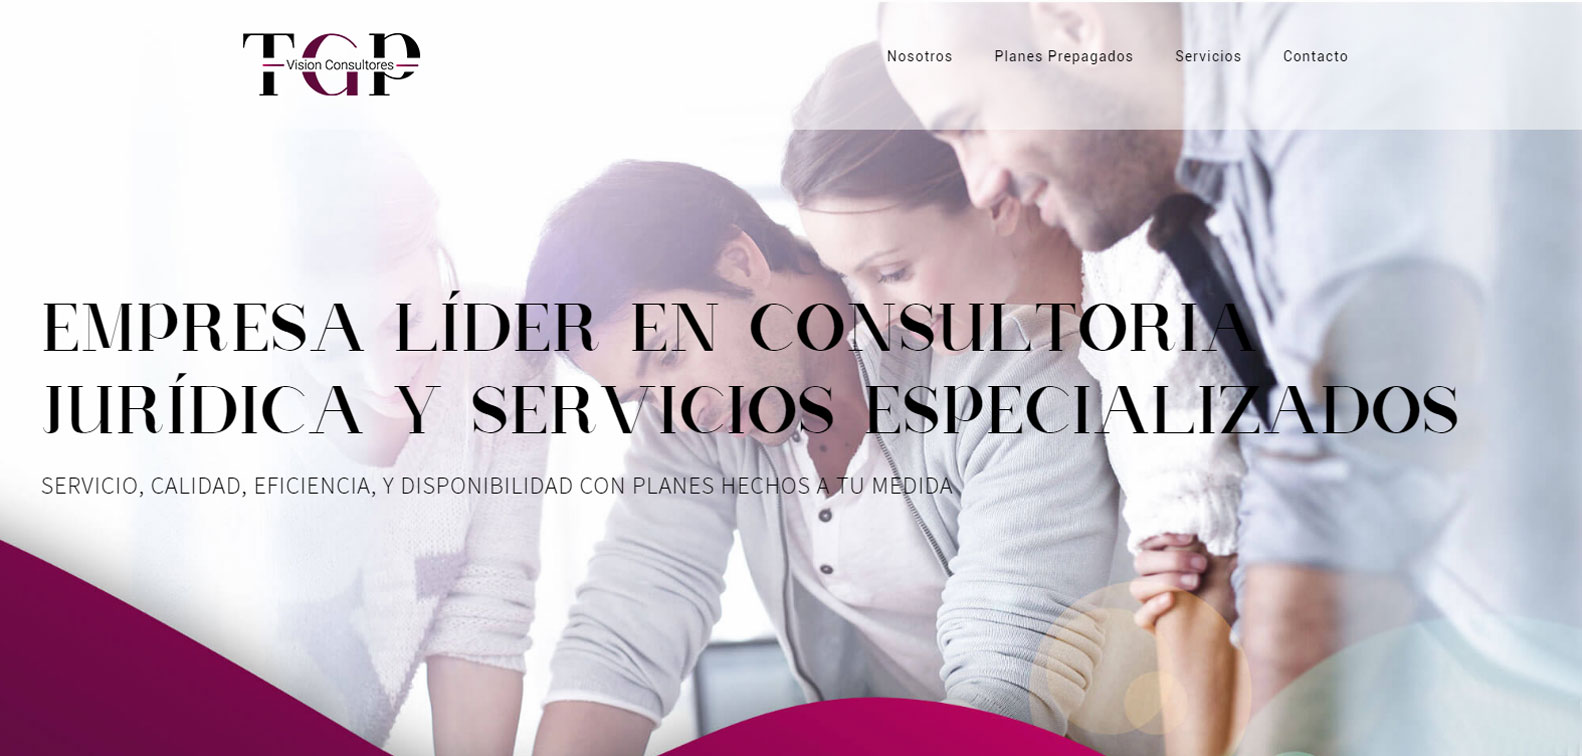 TGP
Vision Consultores
Nosotros Planes Prepagados Servicios Contacto
EMPRESA LÍDER EN CONSULTORIA
JURÍDICA Y SERVICIOS ESPECIALIZADOS
SERVICIO, CALIDAD, EFICIENCIA, Y DISPONIBILIDAD CON PLANES HECHOS A TU MEDIDA